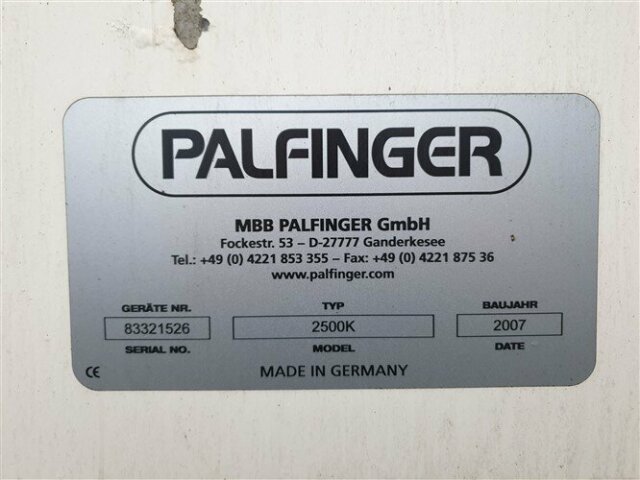 PALFINGER
MBB PALFINGER GmbH
Fockestr. 53 – D-27777 Ganderkesee
Tel.: +49 (0) 4221 853 355 – Fax: +49 (0) 4221 875 36
www.palfinger.com
GERÄTE NR. TYP BAUJAHR
83321526 2500K 2007
SERIAL NO. MODEL DATE
CE MADE IN GERMANY